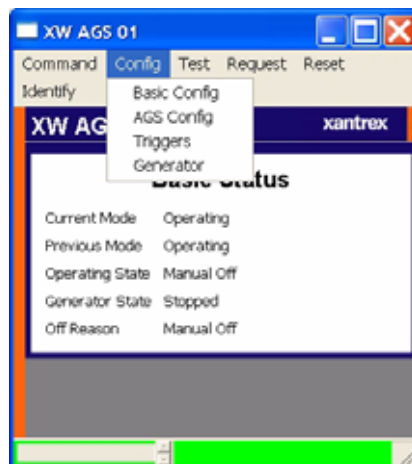 XW AGS 01
Command Config Test Request Reset
Identify
Basic Config
AGS Config
Triggers
Generator
XW AG
xantrex
Basic Status
Current Mode Operating
Previous Mode Operating
Operating State Manual Off
Generator State Stopped
Off Reason Manual Off